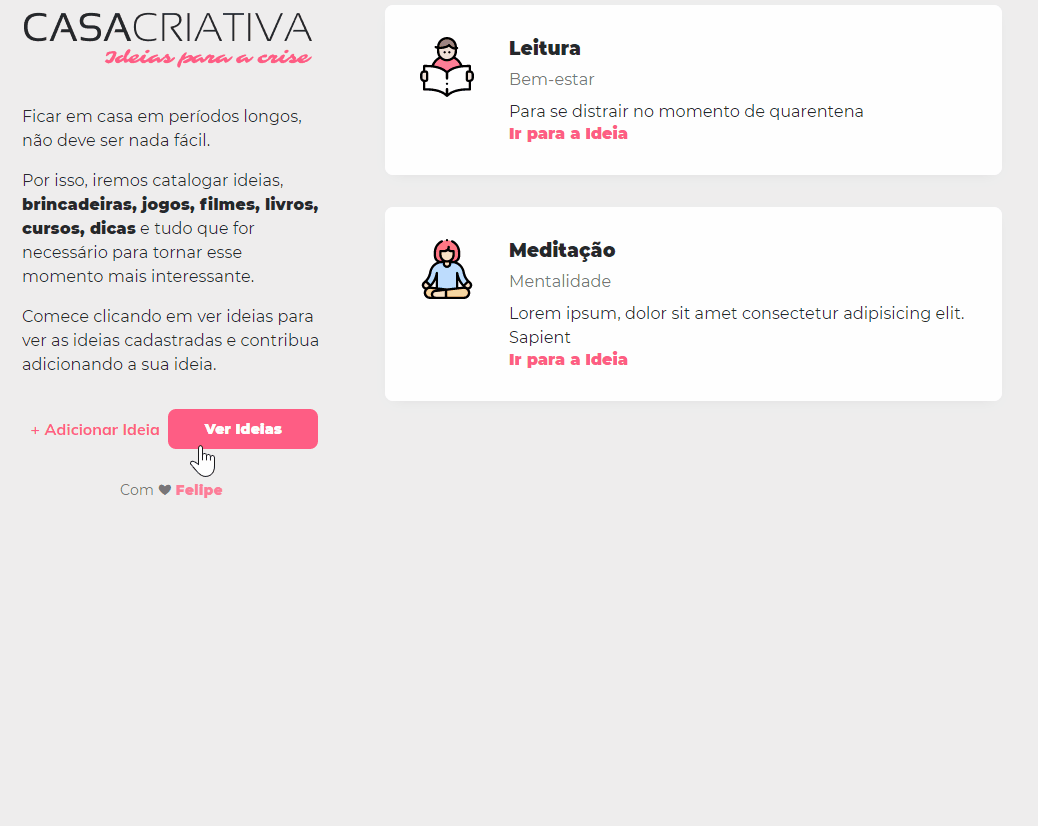 CASACRIATIVA
Ideias para a crise
Ficar em casa em períodos longos,
não deve ser nada fácil.
Por isso, iremos catalogar ideias,
brincadeiras, jogos, filmes, livros,
cursos, dicas e tudo que for
necessário para tornar esse
momento mais interessante.
Comece clicando em ver ideias para
ver as ideias cadastradas e contribua
adicionando a sua ideia.
+ Adicionar Ideia
Ver Ideias
Com ♥ Felipe
Leitura
Bem-estar
Para se distrair no momento de quarentena
Ir para a Ideia
Meditação
Mentalidade
Lorem ipsum, dolor sit amet consectetur adipisicing elit.
Sapient
Ir para a Ideia